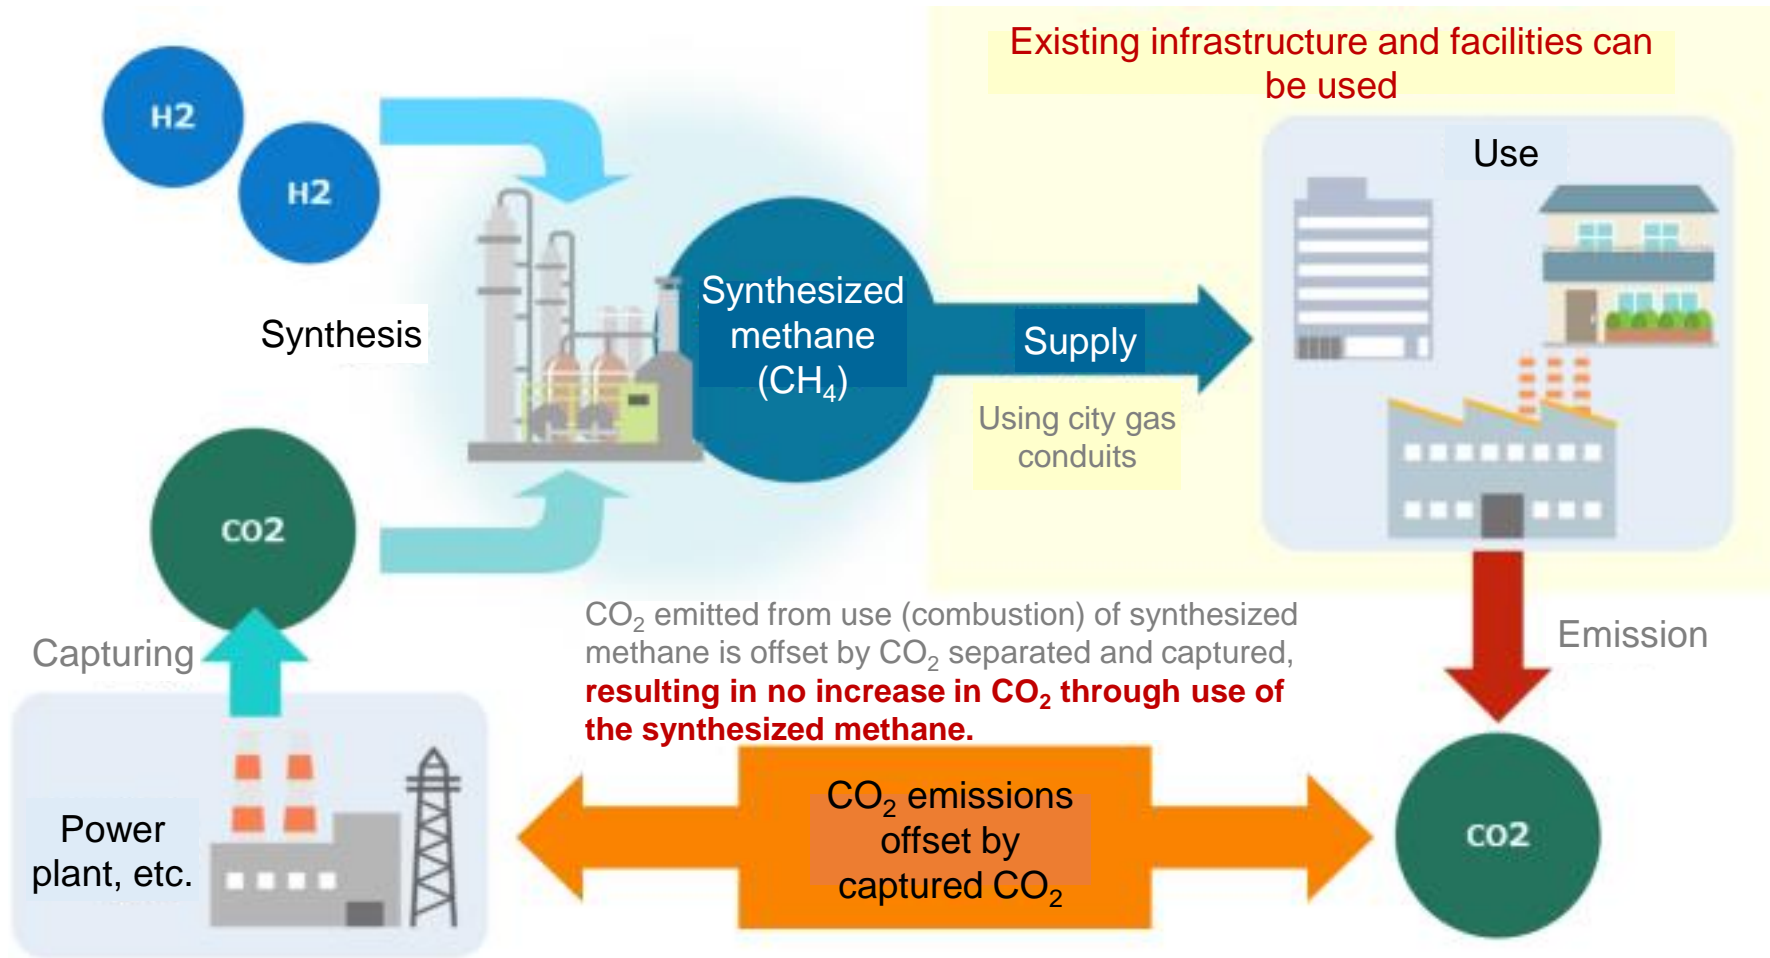 Existing infrastructure and facilities can
be used
H2
H2
Use
Synthesis
Synthesized
methane
(CH₄)
Supply
Using city gas
conduits
CO2
Capturing
CO₂ emitted from use (combustion) of synthesized
methane is offset by CO₂ separated and captured,
resulting in no increase in CO₂ through use of
the synthesized methane.
Emission
Power
plant, etc.
CO₂ emissions
offset by
captured CO₂
CO2